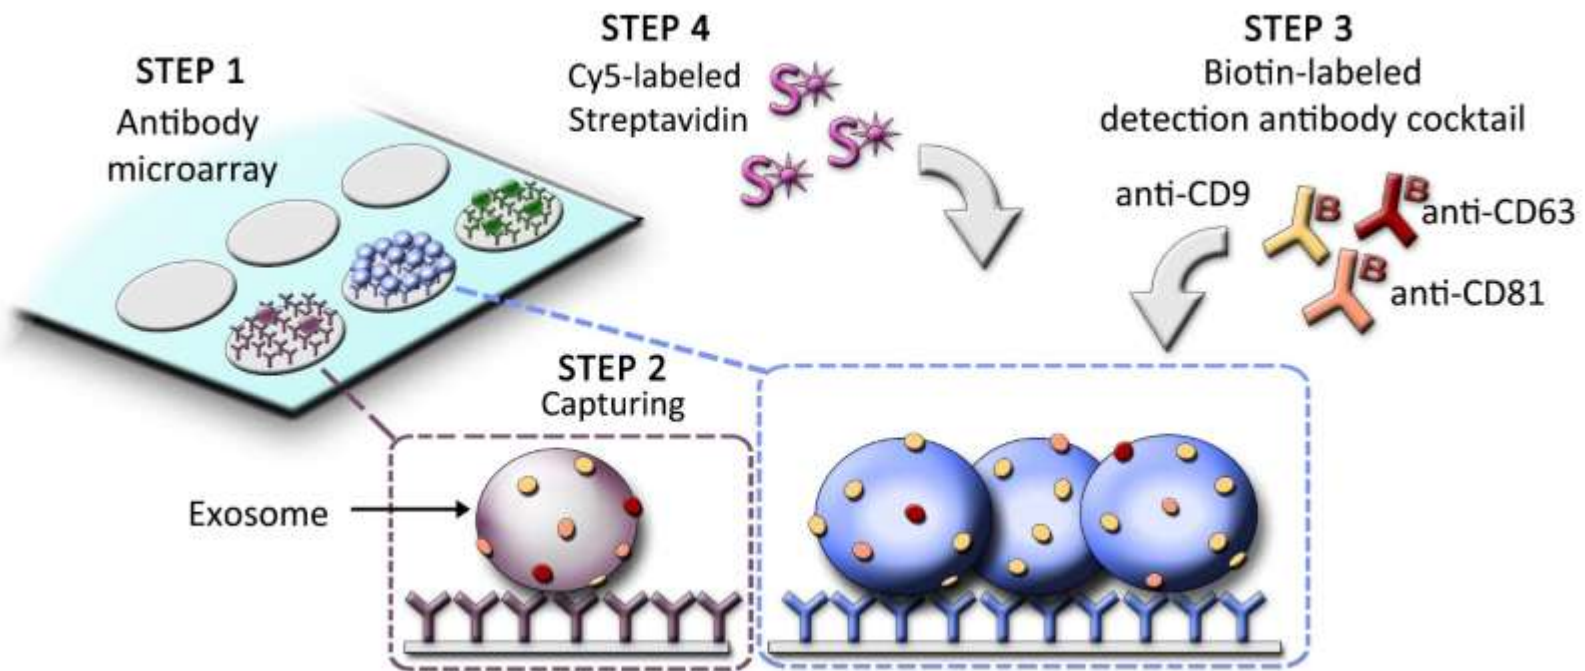 STEP 1
Antibody
microarray
STEP 4
Cy5-labeled
Streptavidin
S
S
S
STEP 3
Biotin-labeled
detection antibody cocktail
anti-CD9
B
B
anti-CD63
B
anti-CD81
STEP 2
Capturing
Exosome